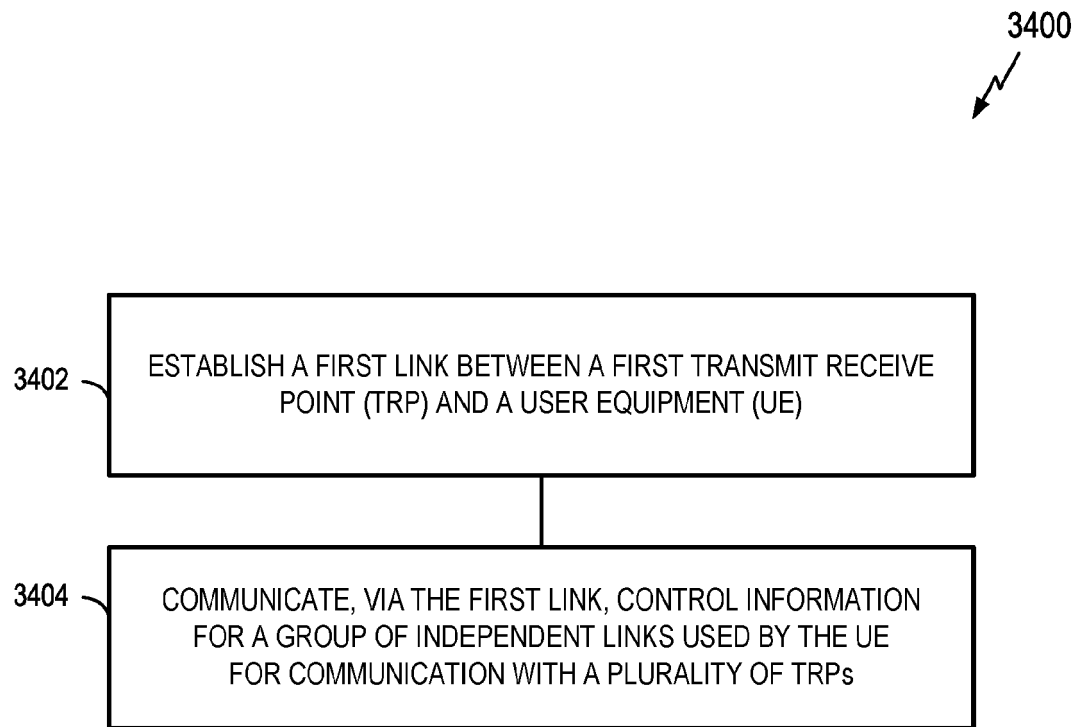 3400
3402
ESTABLISH A FIRST LINK BETWEEN A FIRST TRANSMIT RECEIVE
POINT (TRP) AND A USER EQUIPMENT (UE)
3404
COMMUNICATE, VIA THE FIRST LINK, CONTROL INFORMATION
FOR A GROUP OF INDEPENDENT LINKS USED BY THE UE
FOR COMMUNICATION WITH A PLURALITY OF TRPs